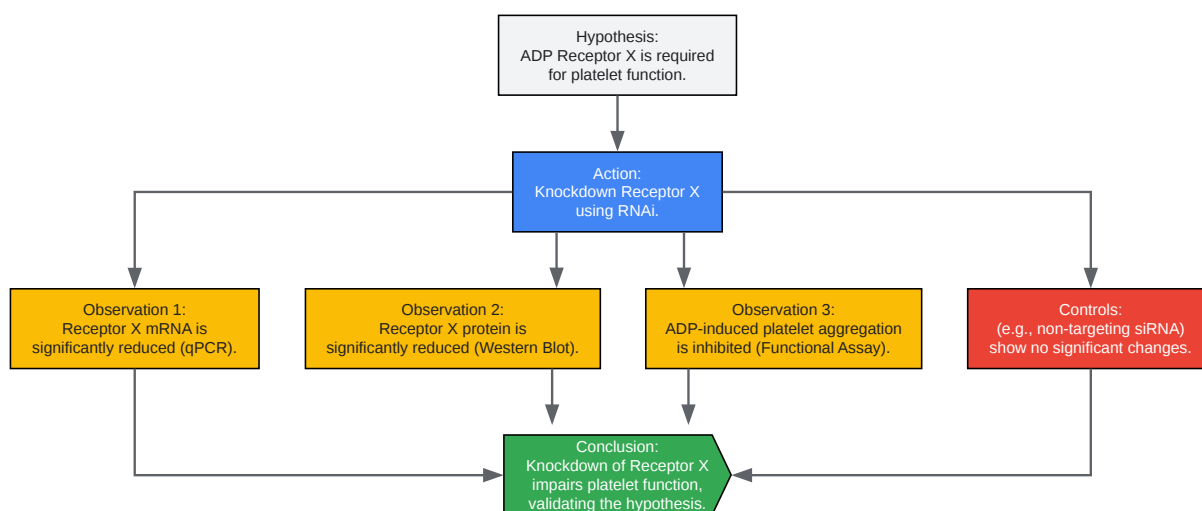 Hypothesis:
ADP Receptor X is required
for platelet function.
Action:
Knockdown Receptor X
using RNAi.
Observation 1:
Receptor X mRNA is
significantly reduced (qPCR).
Observation 2:
Receptor X protein is
significantly reduced (Western Blot).
Observation 3:
ADP-induced platelet aggregation
is inhibited (Functional Assay).
Controls:
(e.g., non-targeting siRNA)
show no significant changes.
Conclusion:
Knockdown of Receptor X
impairs platelet function,
validating the hypothesis.